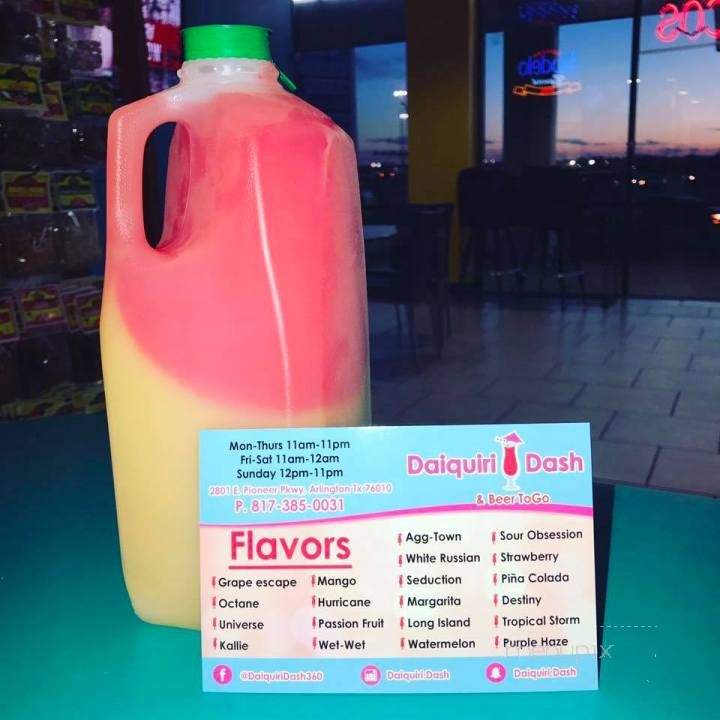 Modelo
Mon-Thurs 11am-11pm
Fri-Sat 11am-12am
Sunday 12pm-11pm
2801 E. Pioneer Pkwy, Arlington Tx 76010
P. 817-385-0031
Daiquiri Dash
& Beer ToGo
Flavors
Grape escape
Octane
Universe
Kallie
Mango
Hurricane
Passion Fruit
Wet-Wet
Agg-Town
White Russian
Seduction
Margarita
Long Island
Watermelon
Sour Obsession
Strawberry
Piña Colada
Destiny
Tropical Storm
Purple Haze
@DaiquiriDash360
Daiquiri.Dash
Daiquiri.Dash